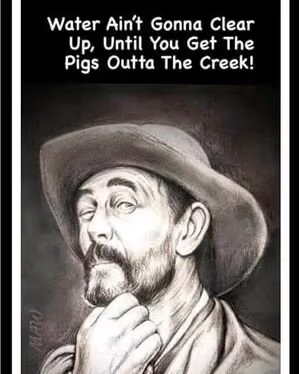 Water Ain't Gonna Clear
Up, Until You Get The
Pigs Outta The Creek!